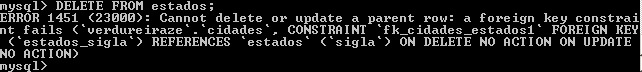 mysql> DELETE FROM estados;
ERROR 1451 (23000): Cannot delete or update a parent row: a foreign key constrai
nt fails (`verdureiraze`.`cidades`, CONSTRAINT `fk_cidades_estados1` FOREIGN KEY
 (`estados_sigla`) REFERENCES `estados` (`sigla`) ON DELETE NO ACTION ON UPDATE
NO ACTION)
mysql>